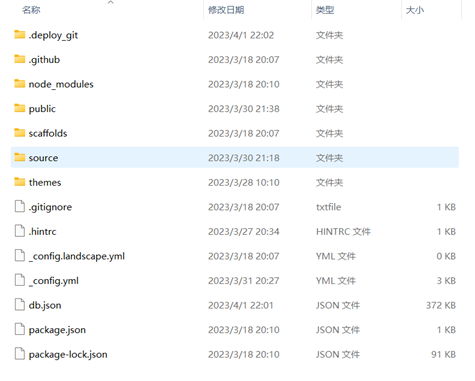 名称 修改日期 类型 大小
.deploy_git 2023/4/1 22:02 文件夹
.github 2023/3/18 20:07 文件夹
node_modules 2023/3/18 20:10 文件夹
public 2023/3/30 21:38 文件夹
scaffolds 2023/3/18 20:07 文件夹
source 2023/3/30 21:18 文件夹
themes 2023/3/28 10:10 文件夹
.gitignore 2023/3/18 20:07 txtfile 1 KB
.hintrc 2023/3/27 20:34 HINTRC 文件 1 KB
_config.landscape.yml 2023/3/18 20:07 YML 文件 0 KB
_config.yml 2023/3/31 20:27 YML 文件 3 KB
db.json 2023/4/1 22:01 JSON 文件 372 KB
package.json 2023/3/18 20:10 JSON 文件 1 KB
package-lock.json 2023/3/18 20:10 JSON 文件 91 KB